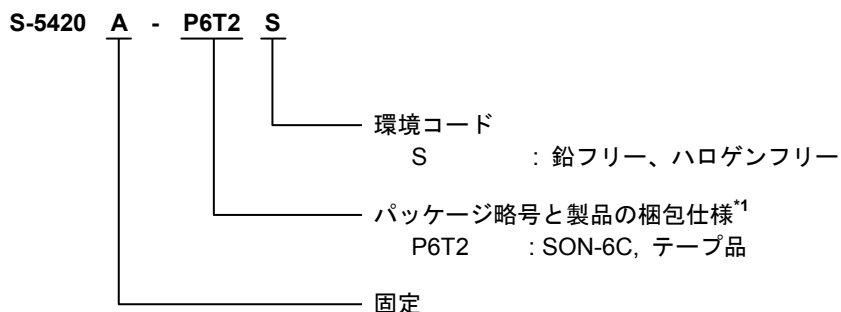 S-5420 A - P6T2 S
環境コード
S : 鉛フリー、ハロゲンフリー
パッケージ略号と製品の梱包仕様*1
P6T2 : SON-6C, テープ品
固定